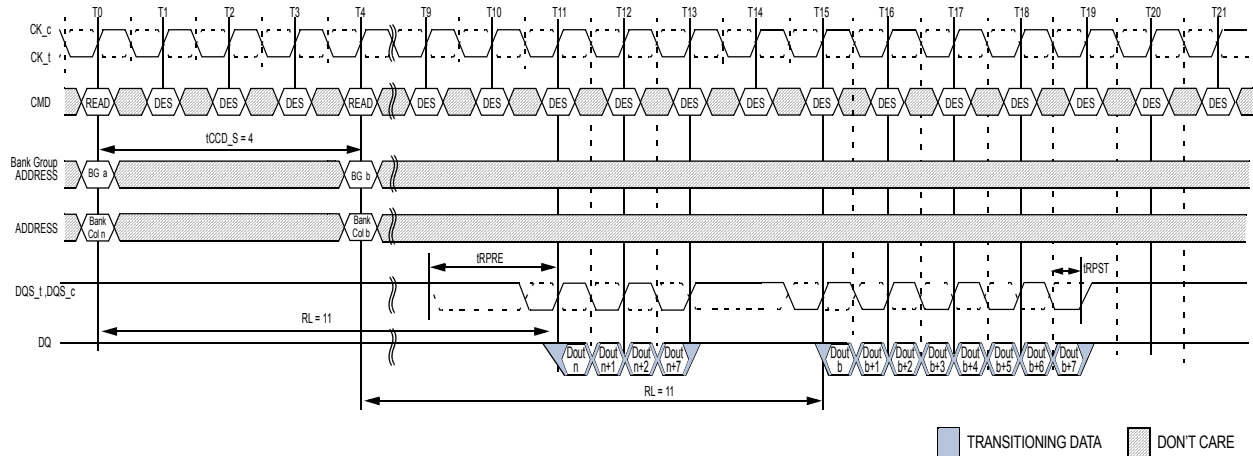 T0 T1 T2 T3 T4 T9 T10 T11 T12 T13 T14 T15 T16 T17 T18 T19 T20 T21
CK_c
CK_t
CMD READ DES DES DES READ DES DES DES DES DES DES DES DES DES DES DES DES DES
tCCD_S = 4
Bank Group
ADDRESS
BG a BG b
ADDRESS
Bank
Col n
Bank
Col b
tRPRE tRPST
DQS_t ,DQS_c
RL = 11
DQ
Dout
n
Dout
n+1
Dout
n+2
Dout
n+7
Dout
b
Dout
b+1
Dout
b+2
Dout
b+3
Dout
b+4
Dout
b+5
Dout
b+6
Dout
b+7
RL = 11
TRANSITIONING DATA DON'T CARE